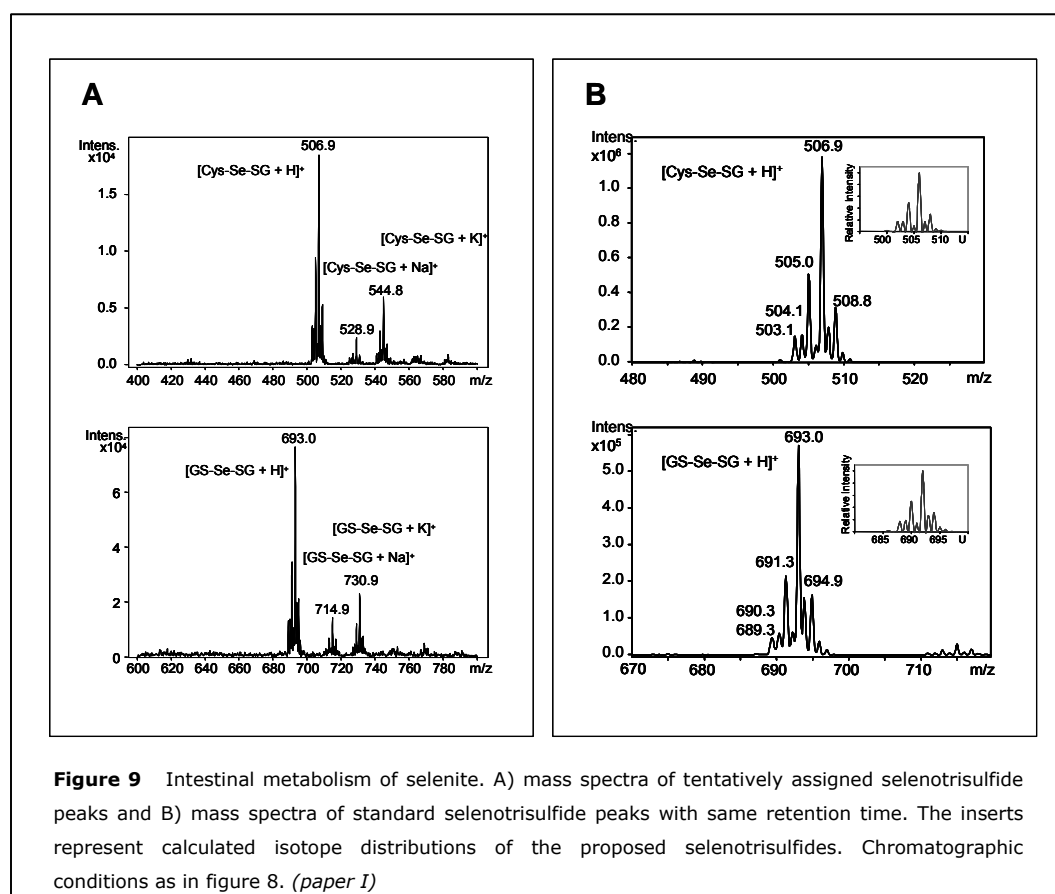 A
Intens.
x10⁴
506.9
[Cys-Se-SG + H]⁺
1.5
[Cys-Se-SG + K]⁺
[Cys-Se-SG + Na]⁺
1.0
544.8
0.5
528.9
0.0
400 420 440 460 480 500 520 540 560 580 m/z
Intens.
x10⁴
693.0
[GS-Se-SG + H]⁺
6
[GS-Se-SG + K]⁺
4
[GS-Se-SG + Na]⁺
730.9
2
714.9
0
600 620 640 660 680 700 720 740 760 780 m/z
B
Intens.
x10⁶
506.9
[Cys-Se-SG + H]⁺
1.2
1.0
0.8
0.6
0.4
0.2
0.0
505.0
504.1
503.1
508.8
Relative Intensity
500 505 510 U
480 490 500 510 520 m/z
Intens.
x10⁵
693.0
[GS-Se-SG + H]⁺
5.0
4.0
3.0
2.0
1.0
0.0
691.3
694.9
690.3
689.3
Relative Intensity
685 690 695 U
670 680 690 700 710 m/z
Figure 9 Intestinal metabolism of selenite. A) mass spectra of tentatively assigned selenotrisulfide
peaks and B) mass spectra of standard selenotrisulfide peaks with same retention time. The inserts
represent calculated isotope distributions of the proposed selenotrisulfides. Chromatographic
conditions as in figure 8. (paper I)